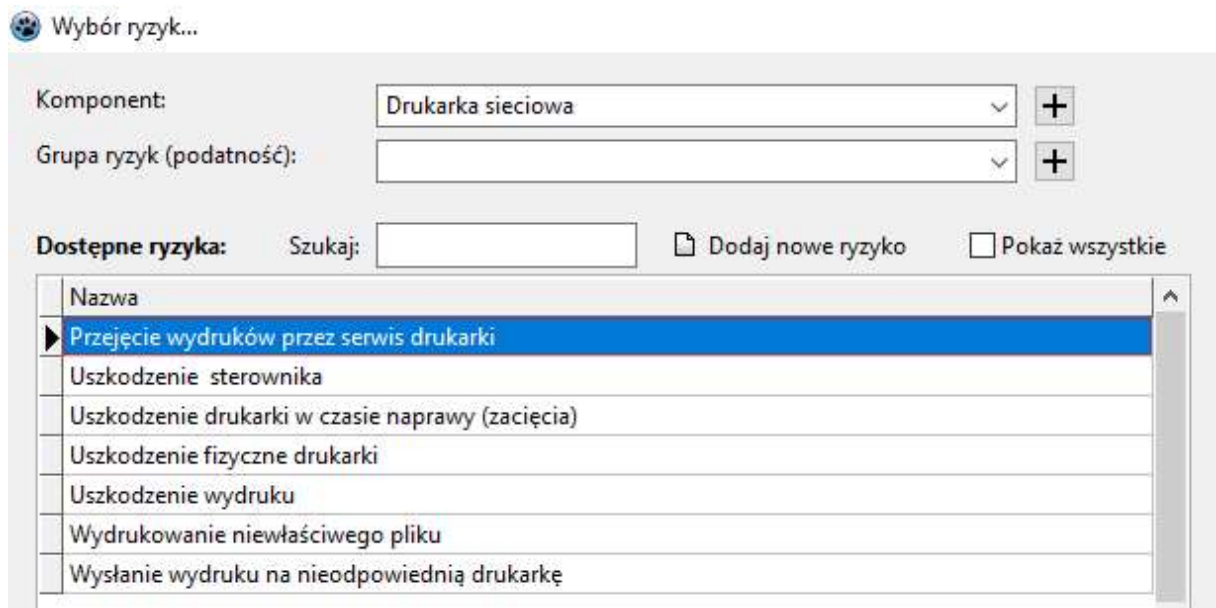 Wybór ryzyk...
Komponent: Drukarka sieciowa
Grupa ryzyk (podatność):
Dostępne ryzyka: Szukaj: Dodaj nowe ryzyko Pokaż wszystkie
Nazwa
Przejęcie wydruków przez serwis drukarki
Uszkodzenie  sterownika
Uszkodzenie drukarki w czasie naprawy (zacięcia)
Uszkodzenie fizyczne drukarki
Uszkodzenie wydruku
Wydrukowanie niewłaściwego pliku
Wysłanie wydruku na nieodpowiednią drukarkę